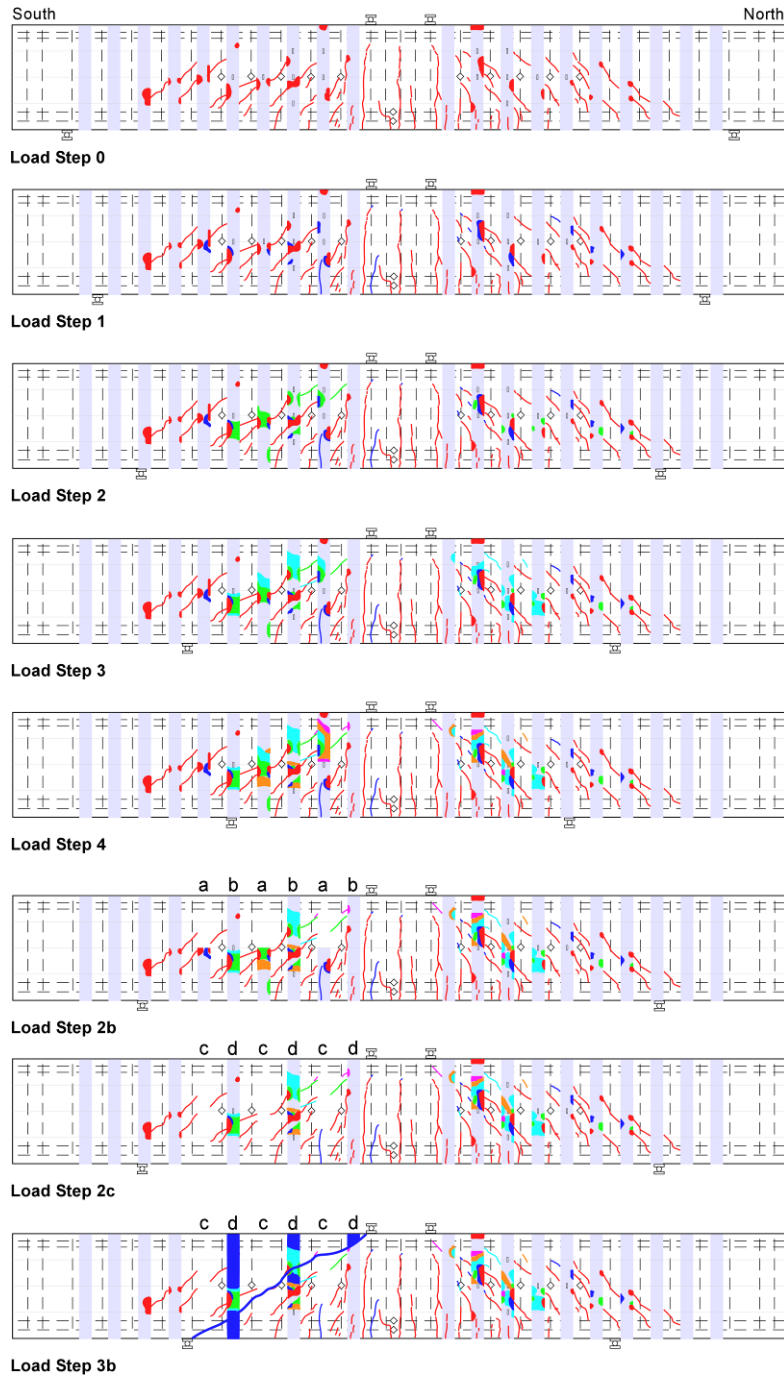 South North
Load Step 0
Load Step 1
Load Step 2
Load Step 3
Load Step 4
a b a b a b
Load Step 2b
c d c d c d
Load Step 2c
c d c d c d
Load Step 3b